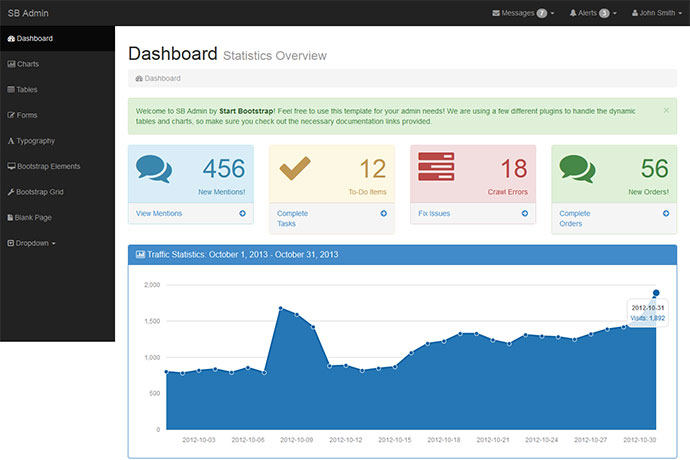 SB Admin
Messages 7
Alerts 3
John Smith
Dashboard
Charts
Tables
Forms
Typography
Bootstrap Elements
Bootstrap Grid
Blank Page
Dropdown
Dashboard Statistics Overview
Dashboard
Welcome to SB Admin by Start Bootstrap! Feel free to use this template for your admin needs! We are using a few different plugins to handle the dynamic
tables and charts, so make sure you check out the necessary documentation links provided.
×
456
New Mentions!
View Mentions
12
To-Do Items
Complete
Tasks
18
Crawl Errors
Fix Issues
56
New Orders!
Complete
Orders
Traffic Statistics: October 1, 2013 - October 31, 2013
2,000
1,500
1,000
500
0
2012-10-31
Visits: 1,892
2012-10-03
2012-10-06
2012-10-09
2012-10-12
2012-10-15
2012-10-18
2012-10-21
2012-10-24
2012-10-27
2012-10-30